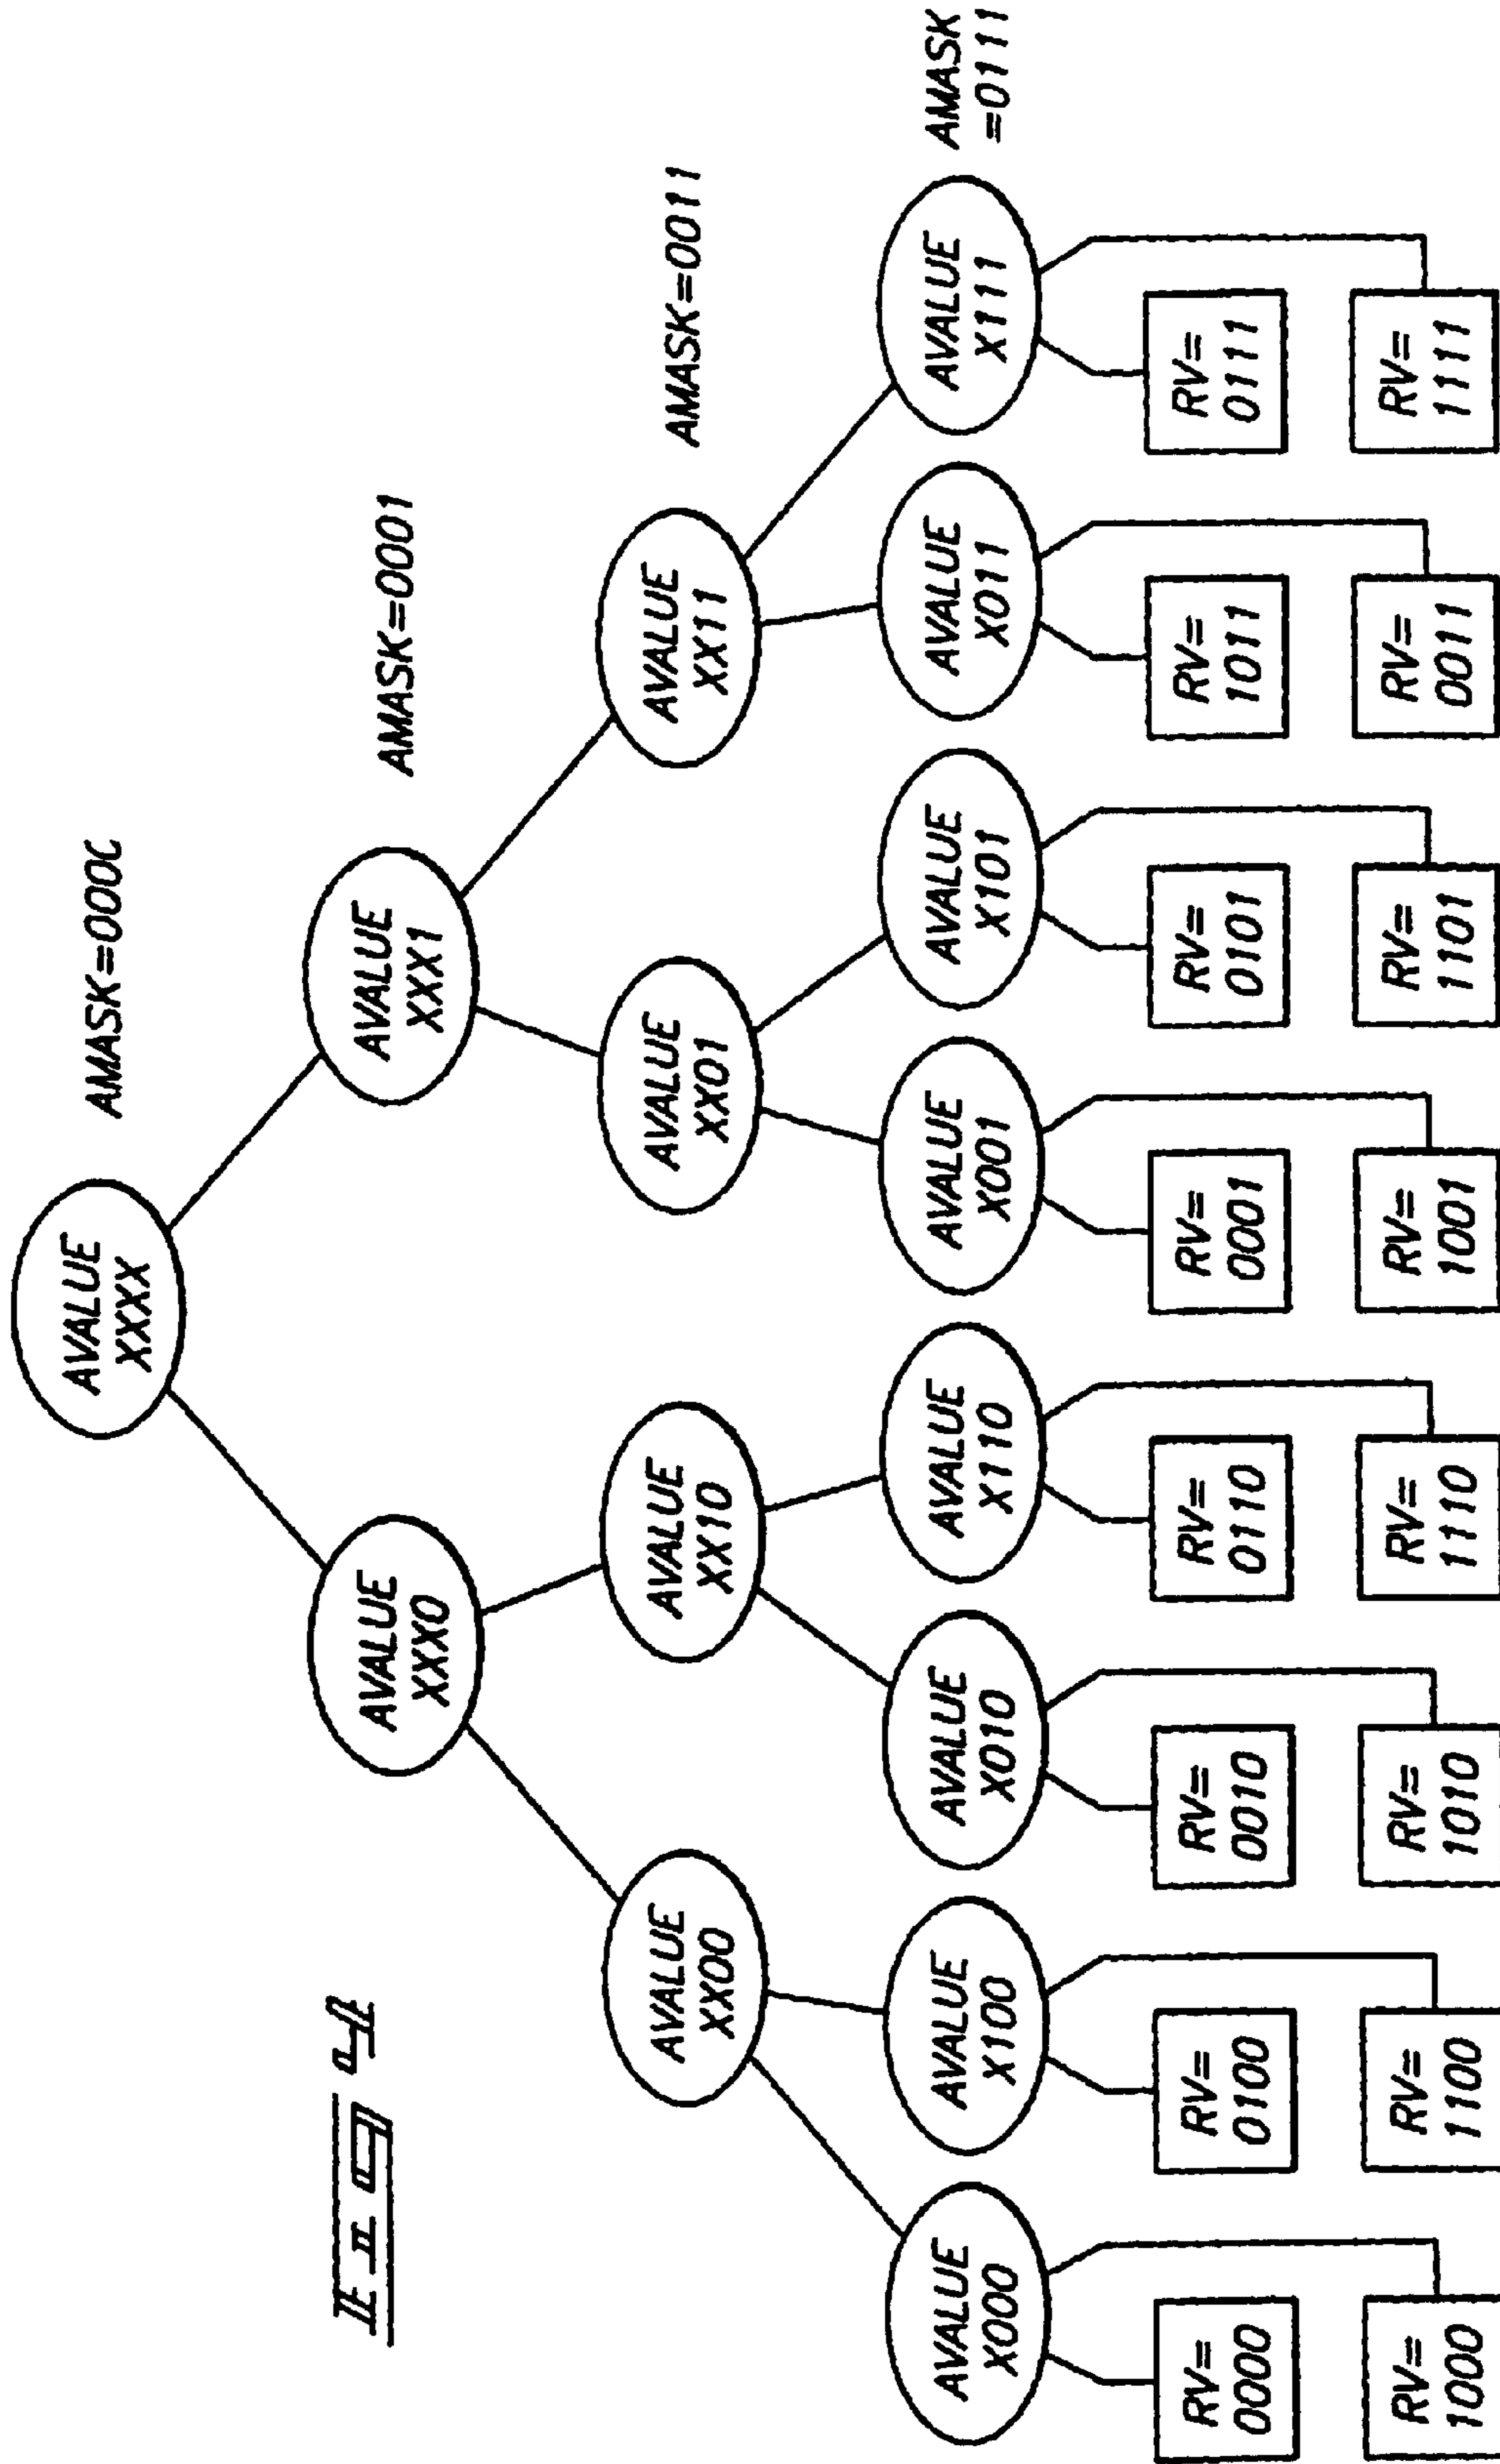 AVALUE
XXXX
AMASK=000C
FIG 4
AVALUE
XXX0
AVALUE
XXX1
AMASK=0001
AVALUE
XX00
AVALUE
XX10
AVALUE
XX01
AVALUE
XX11
AMASK=0011
AVALUE
X000
AVALUE
X100
AVALUE
X010
AVALUE
X110
AVALUE
X001
AVALUE
X101
AVALUE
X011
AVALUE
X111
AMASK
=0111
RV=
0000
RV=
0100
RV=
0010
RV=
0110
RV=
0001
RV=
0101
RV=
1011
RV=
0111
RV=
1000
RV=
1100
RV=
1010
RV=
1110
RV=
1001
RV=
1101
RV=
0011
RV=
1111